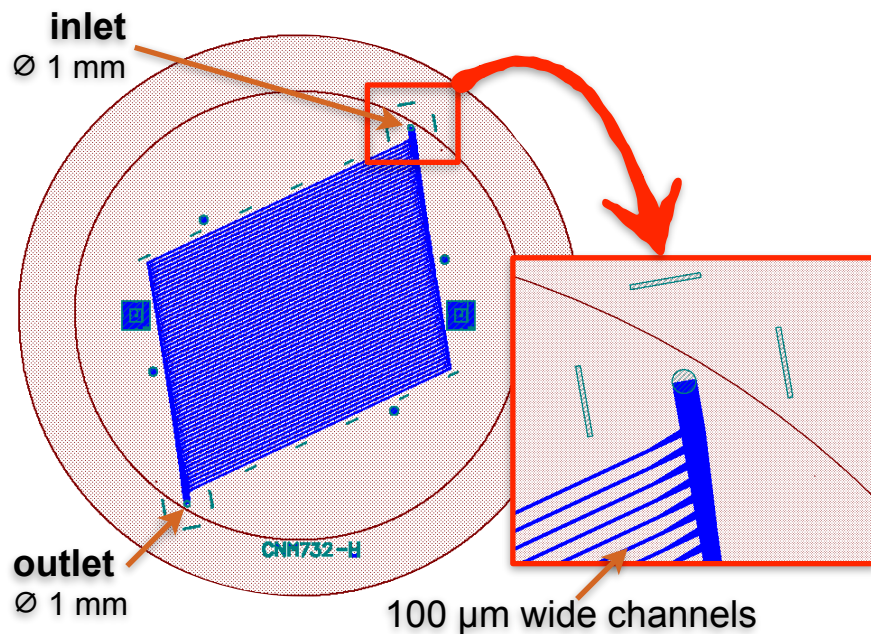 inlet
Ø 1 mm
CNM732-H
outlet
Ø 1 mm
100 µm wide channels